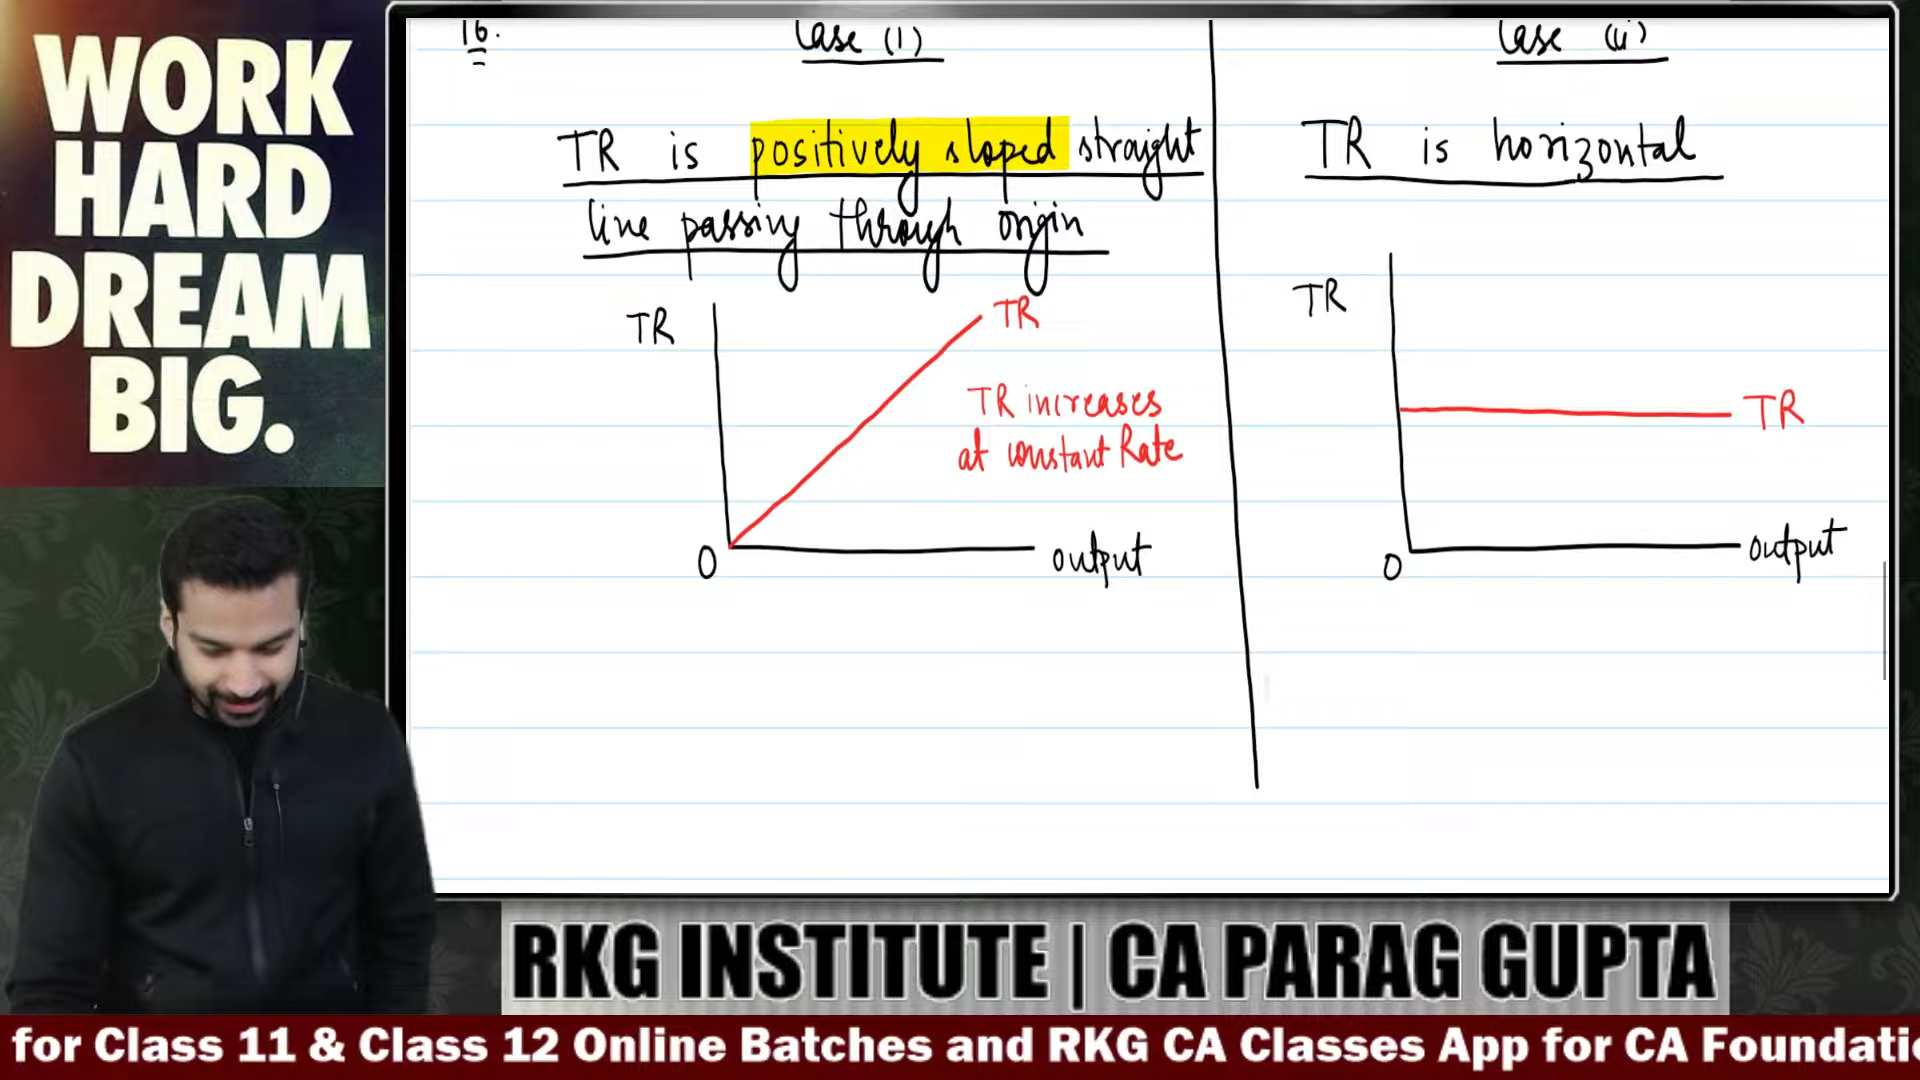 WORK
HARD
DREAM
BIG.
16.
Case (i)
TR is positively sloped straight
line passing through origin
TR
TR
TR increases
at constant Rate
O
output
Case (ii)
TR is horizontal
TR
TR
O
output
RKG INSTITUTE | CA PARAG GUPTA
for Class 11 & Class 12 Online Batches and RKG CA Classes App for CA Foundati